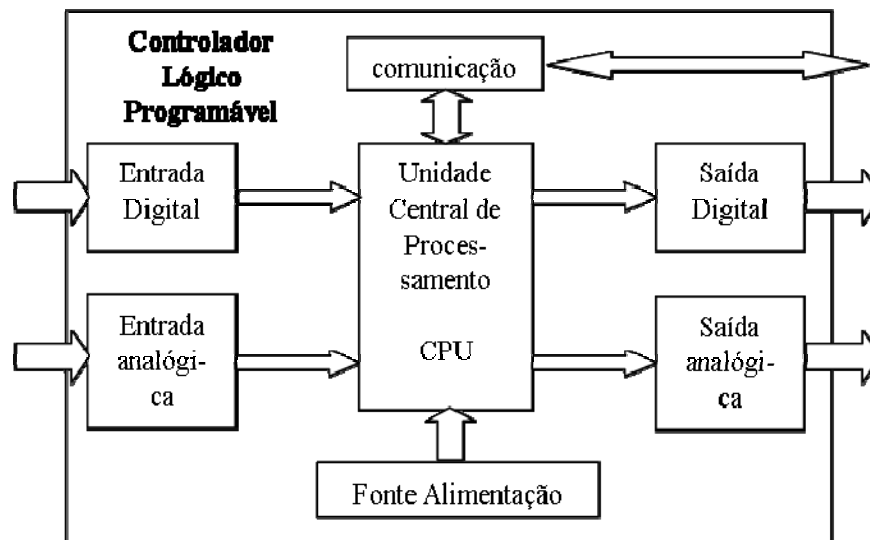 Controlador
Lógico
Programável
comunicação
Entrada
Digital
Unidade
Central de
Proces-
samento
CPU
Saída
Digital
Entrada
analógi-
ca
Saída
analógi-
ca
Fonte Alimentação